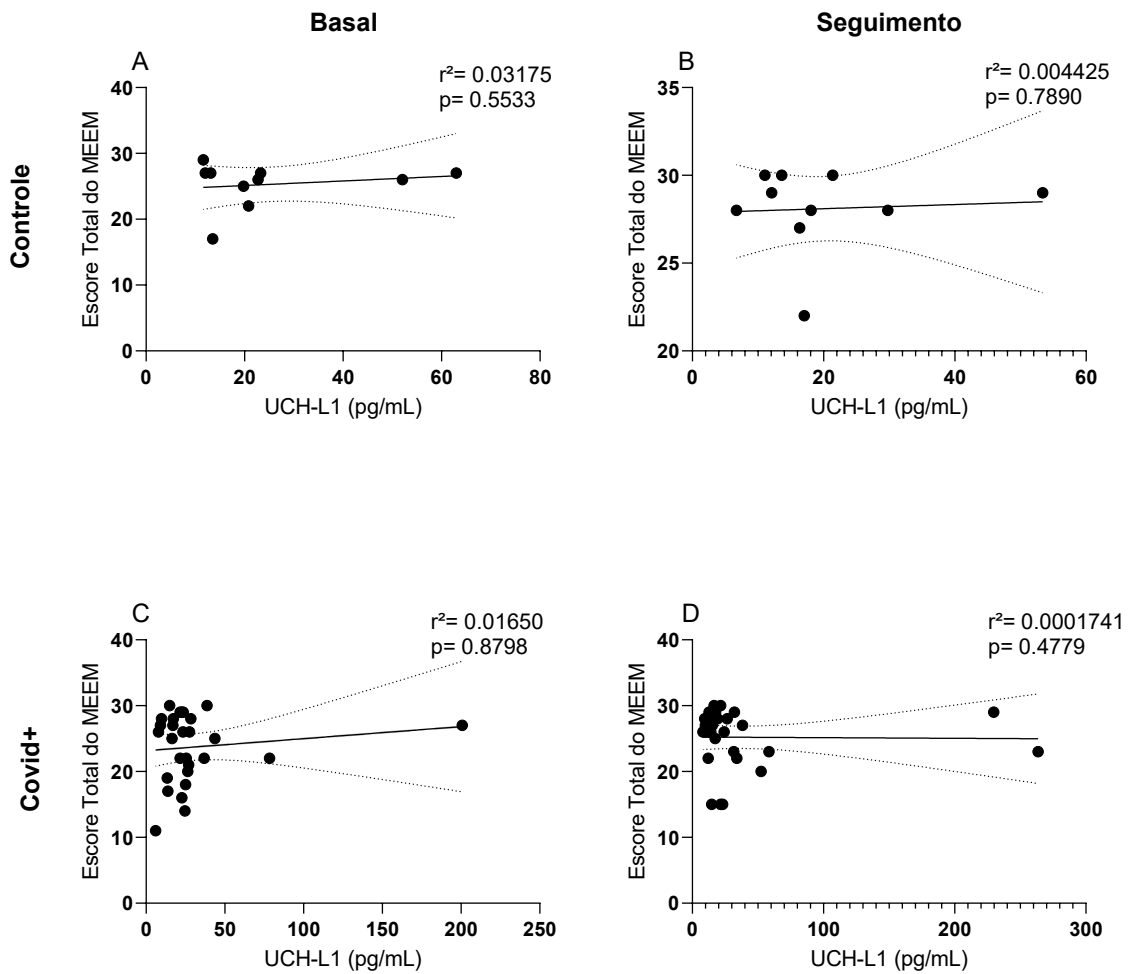 Basal
Seguimento
Controle
A
r²= 0.03175
p= 0.5533
Escore Total do MEEM
40
30
20
10
0
0 20 40 60 80
UCH-L1 (pg/mL)
B
r²= 0.004425
p= 0.7890
Escore Total do MEEM
35
30
25
20
0 20 40 60
UCH-L1 (pg/mL)
Covid+
C
r²= 0.01650
p= 0.8798
Escore Total do MEEM
40
30
20
10
0
0 50 100 150 200 250
UCH-L1 (pg/mL)
D
r²= 0.0001741
p= 0.4779
Escore Total do MEEM
40
30
20
10
0
0 100 200 300
UCH-L1 (pg/mL)